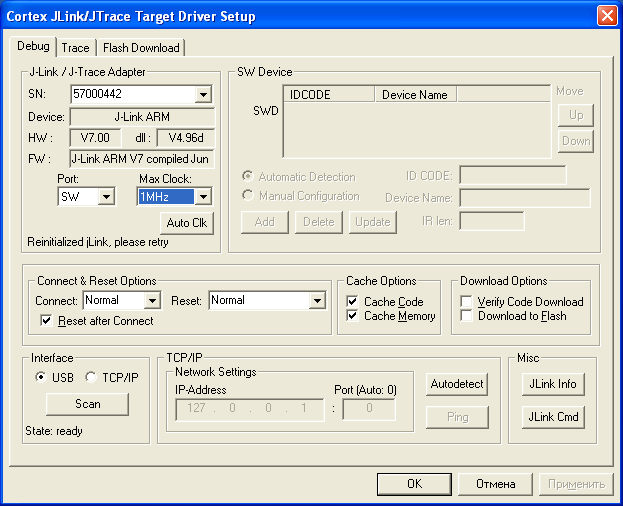 Cortex JLink/JTrace Target Driver Setup
Debug Trace Flash Download
J-Link / J-Trace Adapter
SN: 57000442
Device: J-Link ARM
HW : V7.00 dll : V4.96d
FW : J-Link ARM V7 compiled Jun
Port: Max Clock:
SW 1MHz
Auto Clk
Reinitialized jLink, please retry
SW Device
IDCODE Device Name Move
SWD
Up
Down
Automatic Detection ID CODE:
Manual Configuration Device Name:
Add Delete Update IR len:
Connect & Reset Options
Connect: Normal Reset: Normal
Reset after Connect
Cache Options
Cache Code
Cache Memory
Download Options
Verify Code Download
Download to Flash
Interface
USB TCP/IP
Scan
State: ready
TCP/IP
Network Settings
IP-Address Port (Auto: 0)
127 . 0 . 0 . 1 : 0
Autodetect
Ping
Misc
JLink Info
JLink Cmd
OK Отмена Применить